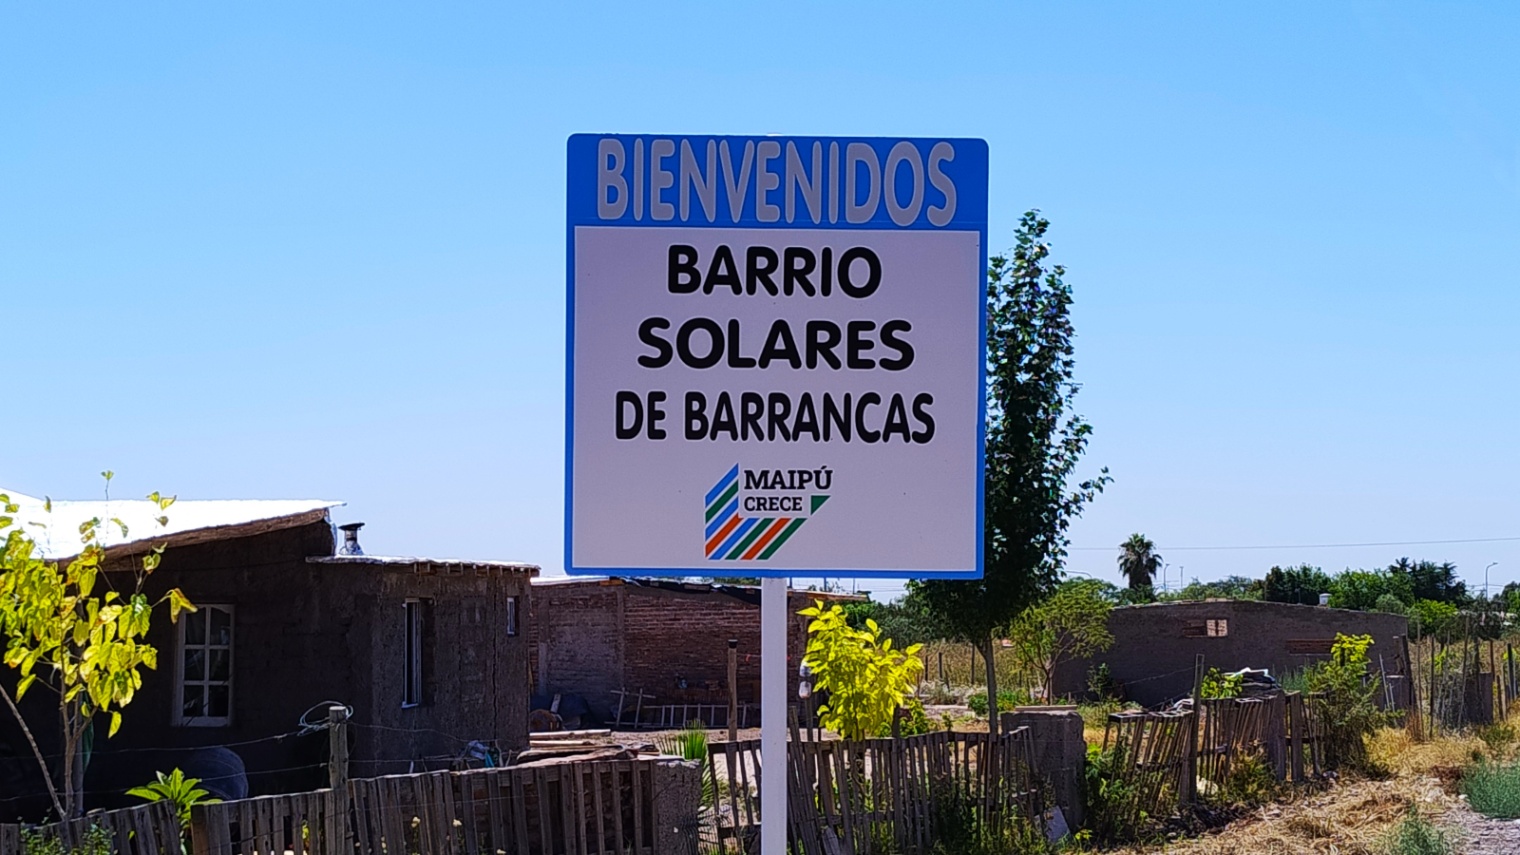 BIENVENIDOS
BARRIO
SOLARES
DE BARRANCAS
MAIPÚ
CRECE